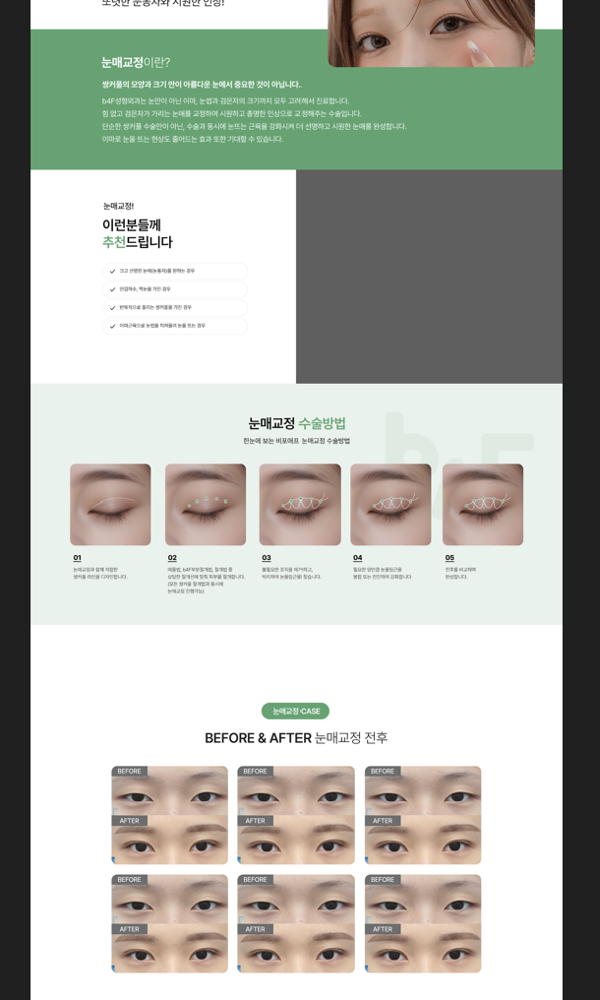 또렷한 눈동자와 시원한 인상!
눈매교정이란?
쌍커풀의 모양과 크기 만이 아름다운 눈에서 중요한 것이 아닙니다.
b4F성형외과는 눈만이 아닌 이마, 눈썹과 검은자의 크기까지 모두 고려해서 진료합니다.
힘 없고 검은자가 가리는 눈매를 교정하여 시원하고 총명한 인상으로 교정해주는 수술입니다.
단순한 쌍커풀 수술만이 아닌, 수술과 동시에 눈뜨는 근육을 강화시켜 더 선명하고 시원한 눈매를 완성합니다.
이마로 눈을 뜨는 현상도 줄어드는 효과 또한 기대할 수 있습니다.
눈매교정!
이런분들께
추천드립니다
크고 선명한 눈매(눈동자)를 원하는 경우
안검하수, 짝눈을 가진 경우
반복적으로 풀리는 쌍커풀을 가진 경우
이마근육으로 눈썹을 치켜올려 눈을 뜨는 경우
b4F
눈매교정 수술방법
한눈에 보는 비포애프 눈매교정 수술방법
01
눈매교정과 함께 적합한
쌍커풀 라인을 디자인합니다.
02
매몰법, b4F부분절개법, 절개법 중
상담한 절개선에 맞춰 피부를 절개합니다.
(모든 쌍커풀 절개법과 동시에
눈매교정 진행가능)
03
불필요한 조직을 제거하고,
박리하여 눈올림근을 찾습니다.
04
필요한 양만큼 눈올림근을
봉합 또는 전진하여 강화합니다
05
전후를 비교하며
완성합니다.
눈매교정 CASE
BEFORE & AFTER 눈매교정 전후
BEFORE
BEFORE
BEFORE
AFTER
AFTER
AFTER
BEFORE
BEFORE
BEFORE
AFTER
AFTER
AFTER